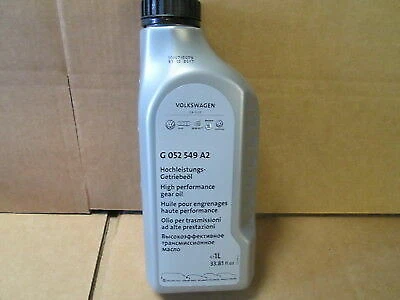 VOLKSWAGEN
G 052 549 A2
Hochleistungs-
Getriebeöl
High performance
gear oil
Huile pour engrenages
haute performance
Olio per trasmissioni
ad alte prestazioni
Высокоэффективное
трансмиссионное
масло
1L
33.81 fl.oz